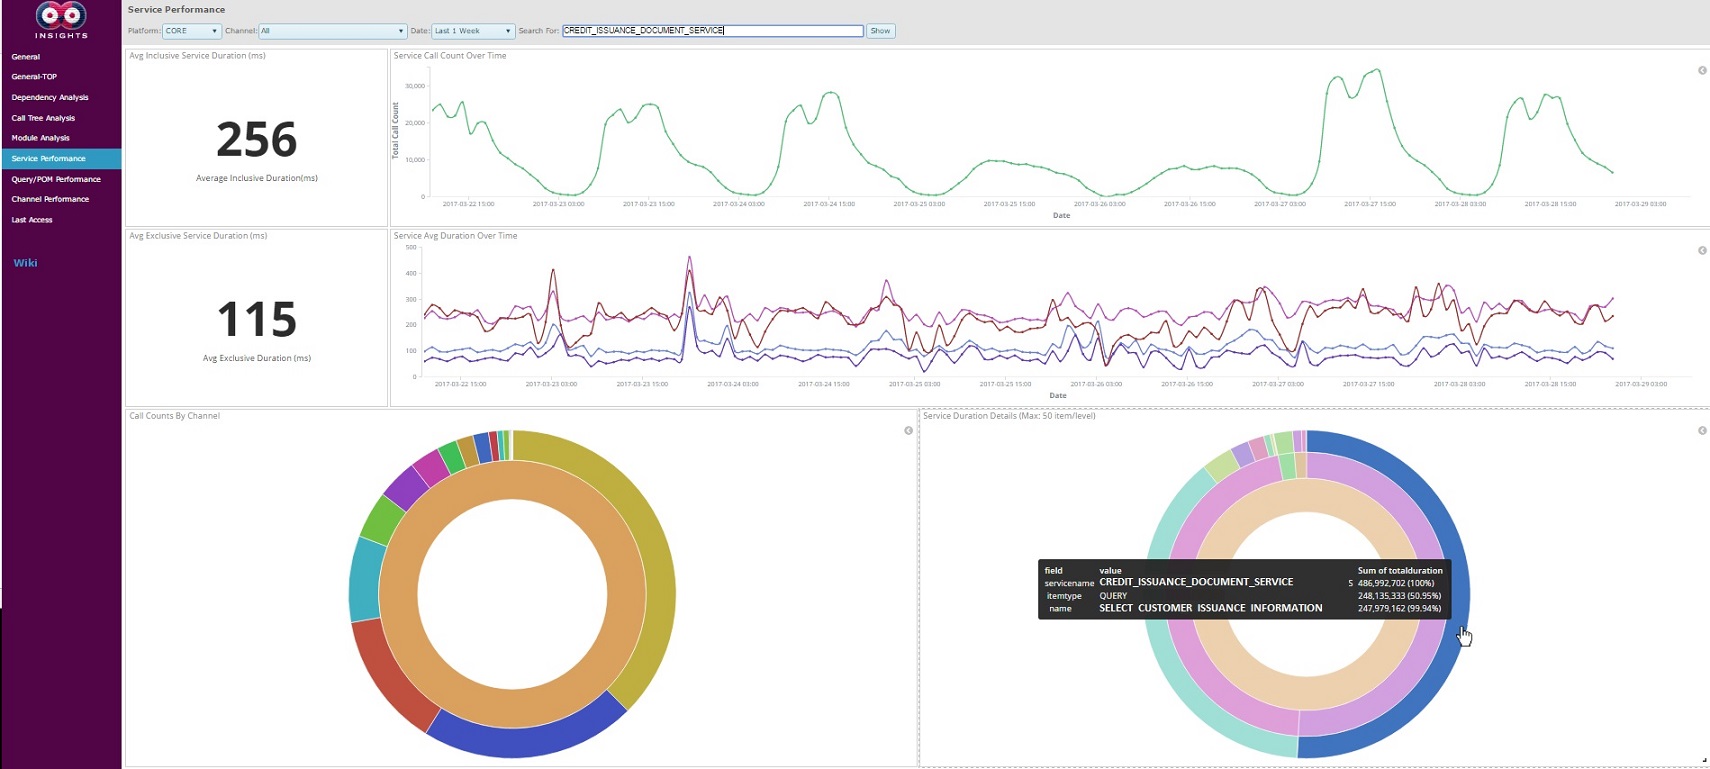 INSIGHTS
General
General-TOP
Dependency Analysis
Call Tree Analysis
Module Analysis
Service Performance
Query/POM Performance
Channel Performance
Last Access
Wiki
Service Performance
Platform: CORE Channel: All Date: Last 1 Week Search For: CREDIT_ISSUANCE_DOCUMENT_SERVICE Show
Avg Inclusive Service Duration (ms)
256
Average Inclusive Duration(ms)
Service Call Count Over Time
Total Call Count
30,000
20,000
10,000
0
2017-03-22 15:00 2017-03-23 03:00 2017-03-23 15:00 2017-03-24 03:00 2017-03-24 15:00 2017-03-25 03:00 2017-03-25 15:00 2017-03-26 03:00 2017-03-26 15:00 2017-03-27 03:00 2017-03-27 15:00 2017-03-28 03:00 2017-03-28 15:00 2017-03-29 03:00
Date
Avg Exclusive Service Duration (ms)
115
Avg Exclusive Duration (ms)
Service Avg Duration Over Time
500
400
300
200
100
0
2017-03-22 15:00 2017-03-23 03:00 2017-03-23 15:00 2017-03-24 03:00 2017-03-24 15:00 2017-03-25 03:00 2017-03-25 15:00 2017-03-26 03:00 2017-03-26 15:00 2017-03-27 03:00 2017-03-27 15:00 2017-03-28 03:00 2017-03-28 15:00 2017-03-29 03:00
Date
Call Counts By Channel
Service Duration Details (Max: 50 item/level)
field value Sum of totalduration
servicename CREDIT_ISSUANCE_DOCUMENT_SERVICE S 486,992,702 (100%)
itemtype QUERY 248,135,333 (50.95%)
name SELECT CUSTOMER ISSUANCE INFORMATION 247,979,162 (99.94%)